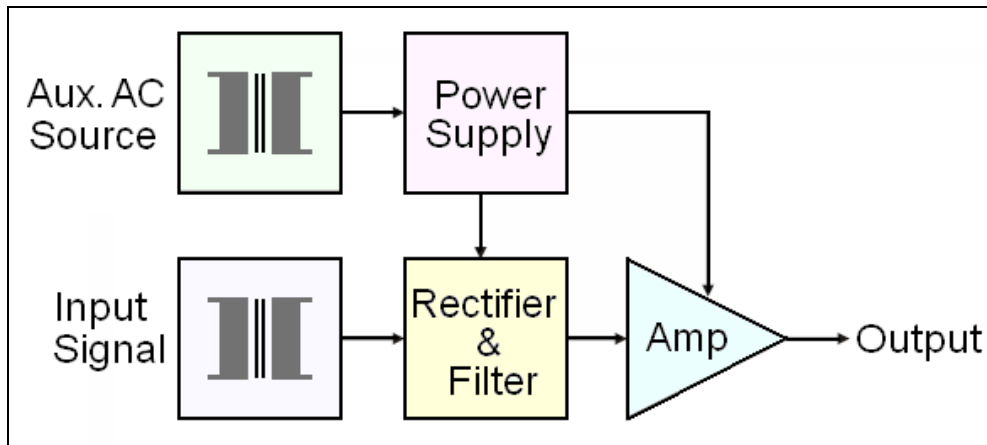 Aux. AC
Source
Power
Supply
Input
Signal
Rectifier
&
Filter
Amp
Output